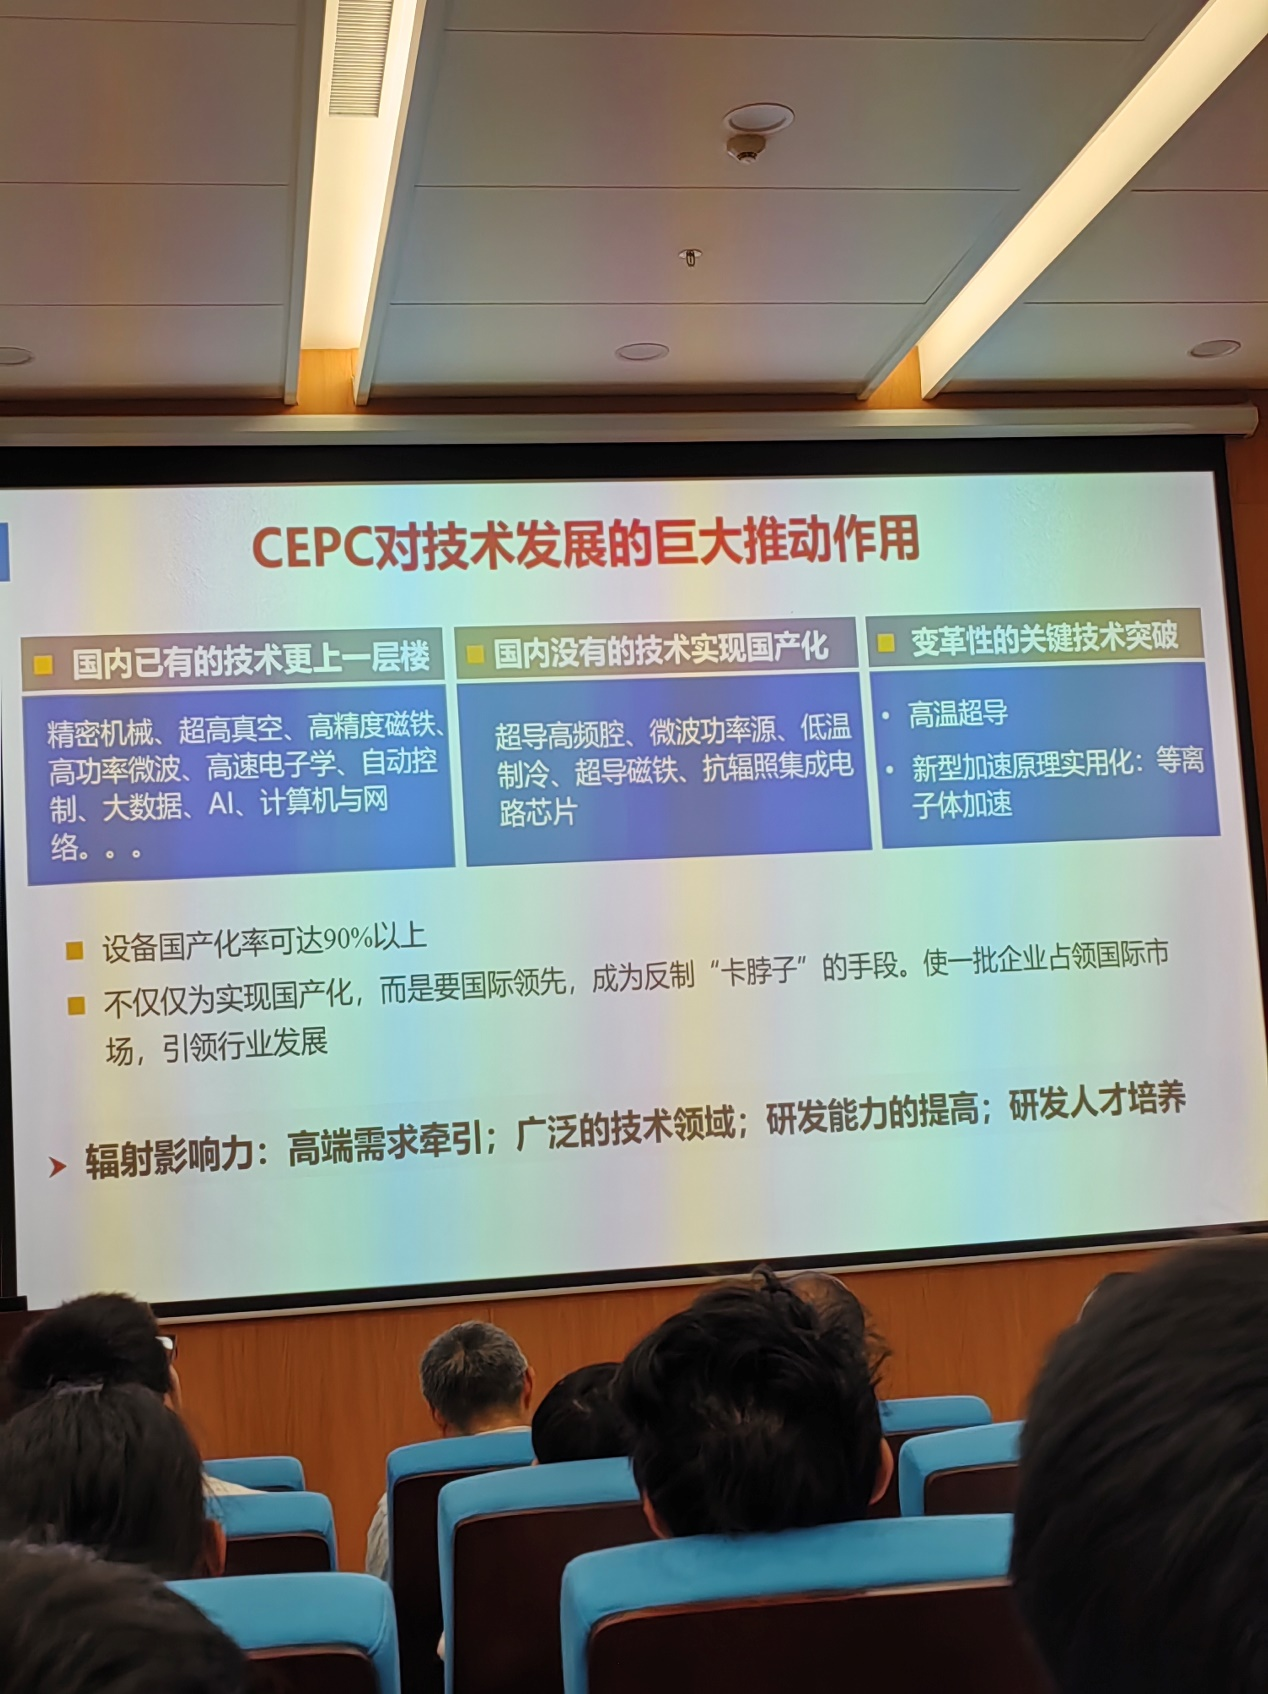 CEPC对技术发展的巨大推动作用
国内已有的技术更上一层楼
精密机械、超高真空、高精度磁铁、
高功率微波、高速电子学、自动控
制、大数据、AI、计算机与网
络。。。
国内没有的技术实现国产化
超导高频腔、微波功率源、低温
制冷、超导磁铁、抗辐照集成电
路芯片
变革性的关键技术突破
• 高温超导
• 新型加速原理实用化：等离
子体加速
设备国产化率可达90%以上
不仅仅为实现国产化，而是要国际领先，成为反制“卡脖子”的手段。使一批企业占领国际市
场，引领行业发展
辐射影响力：高端需求牵引；广泛的技术领域；研发能力的提高；研发人才培养